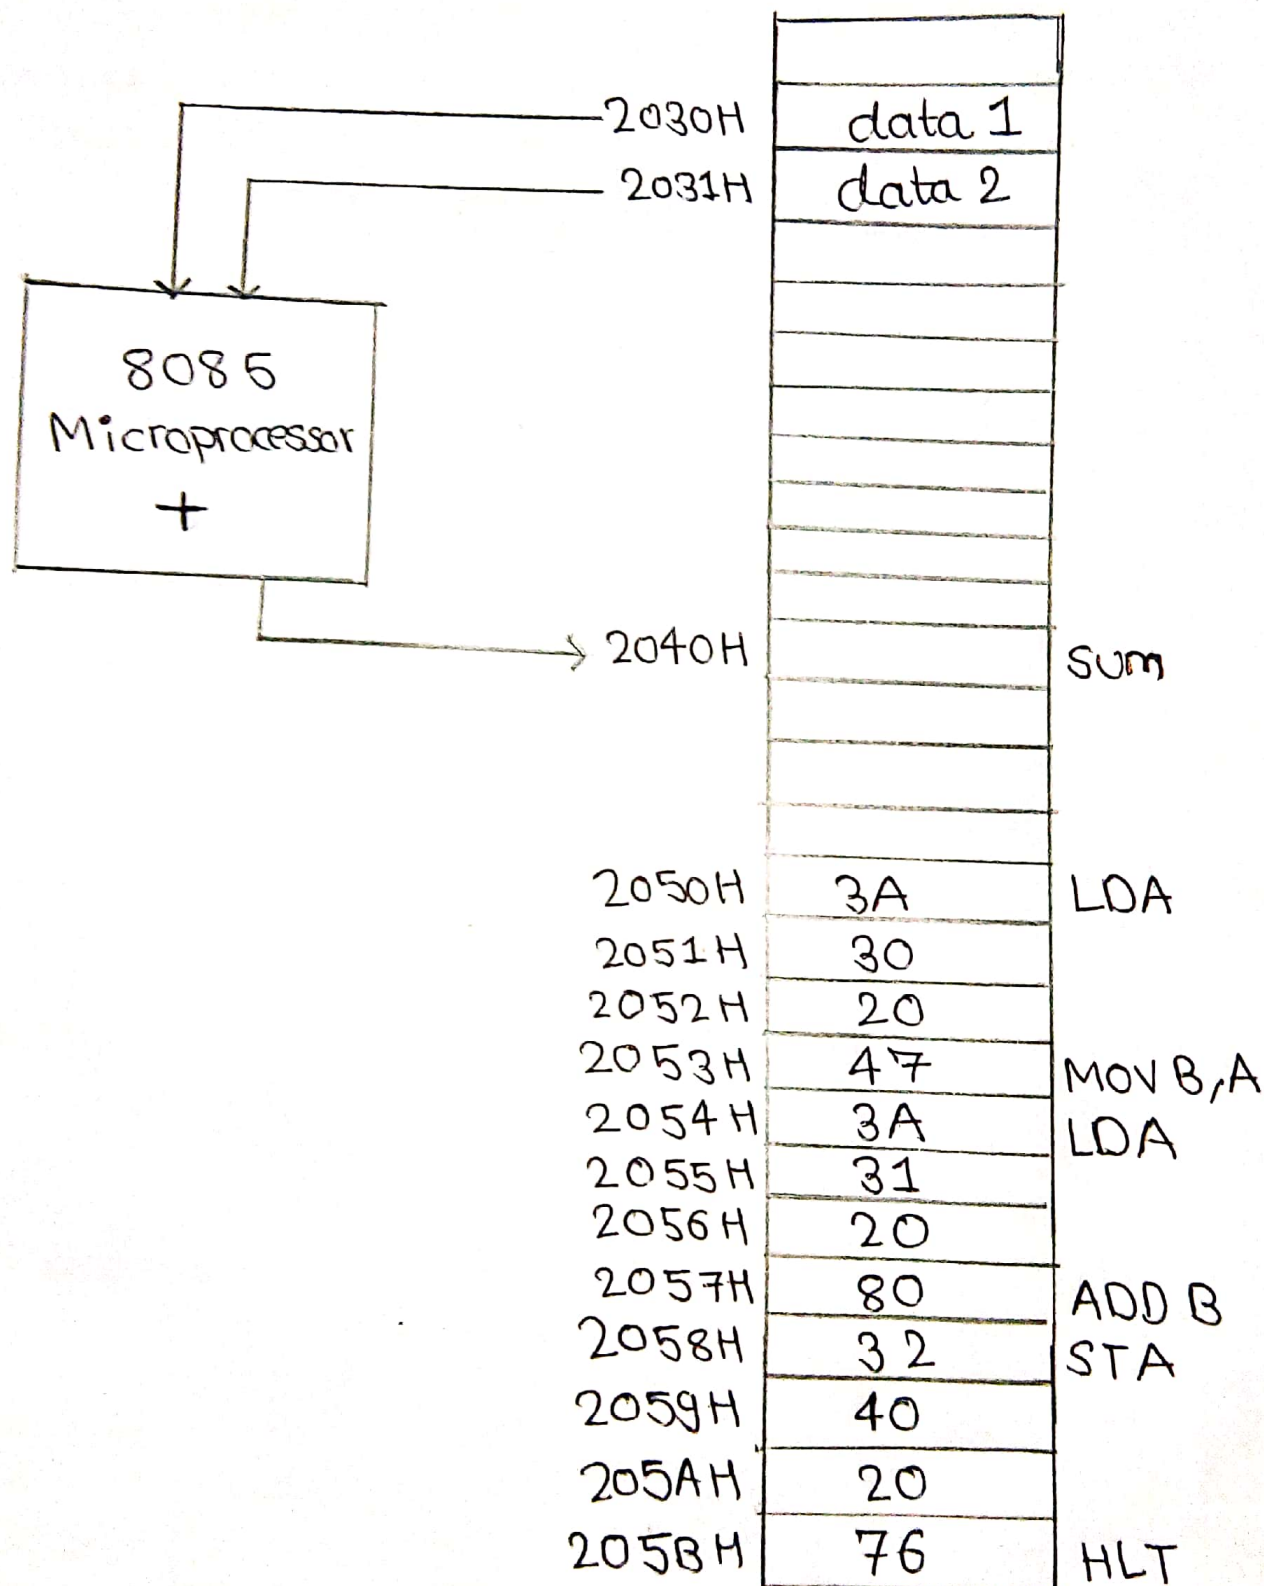 2030H data 1
2031H data 2
8085
Microprocessor
+
2040H sum
2050H 3A LDA
2051H 30
2052H 20
2053H 47 MOV B,A
2054H 3A LDA
2055H 31
2056H 20
2057H 80 ADD B
2058H 32 STA
2059H 40
205AH 20
205BH 76 HLT